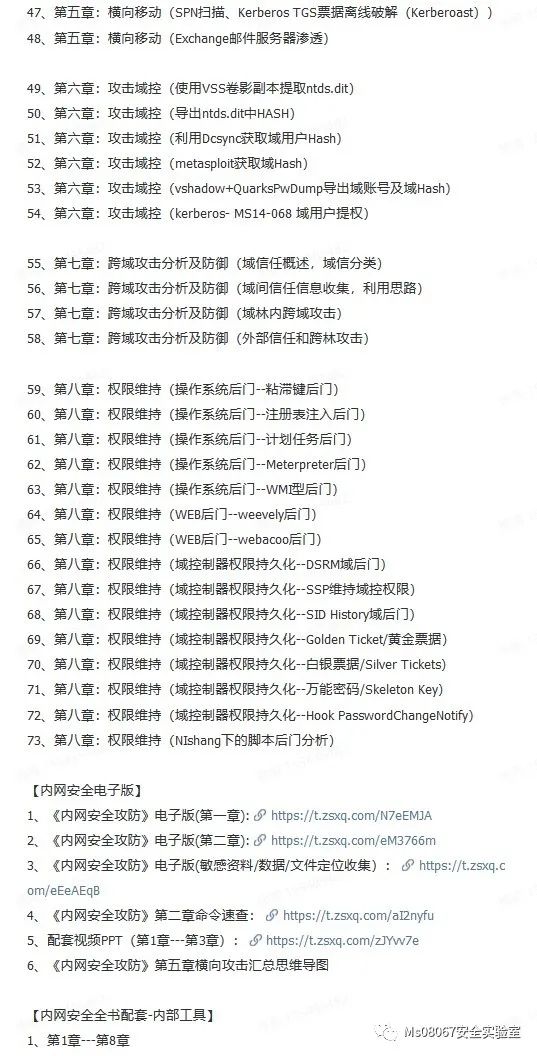 47、第五章：横向移动（SPN扫描、Kerberos TGS票据离线破解（Kerberoast））
48、第五章：横向移动（Exchange邮件服务器渗透）
49、第六章：攻击域控（使用VSS卷影副本提取ntds.dit）
50、第六章：攻击域控（导出ntds.dit中HASH）
51、第六章：攻击域控（利用Dcsync获取域用户Hash）
52、第六章：攻击域控（metasploit获取域Hash）
53、第六章：攻击域控（vshadow+QuarksPwDump导出域账号及域Hash）
54、第六章：攻击域控（kerberos- MS14-068 域用户提权）
55、第七章：跨域攻击分析及防御（域信任概述，域信分类）
56、第七章：跨域攻击分析及防御（域间信任信息收集，利用思路）
57、第七章：跨域攻击分析及防御（域林内跨域攻击）
58、第七章：跨域攻击分析及防御（外部信任和跨林攻击）
59、第八章：权限维持（操作系统后门--粘滞键后门）
60、第八章：权限维持（操作系统后门--注册表注入后门）
61、第八章：权限维持（操作系统后门--计划任务后门）
62、第八章：权限维持（操作系统后门--Meterpreter后门）
63、第八章：权限维持（操作系统后门--WMI型后门）
64、第八章：权限维持（WEB后门--weevely后门）
65、第八章：权限维持（WEB后门--webacoo后门）
66、第八章：权限维持（域控制器权限持久化--DSRM域后门）
67、第八章：权限维持（域控制器权限持久化--SSP维持域控权限）
68、第八章：权限维持（域控制器权限持久化--SID History域后门）
69、第八章：权限维持（域控制器权限持久化--Golden Ticket/黄金票据）
70、第八章：权限维持（域控制器权限持久化--白银票据/Silver Tickets）
71、第八章：权限维持（域控制器权限持久化--万能密码/Skeleton Key）
72、第八章：权限维持（域控制器权限持久化--Hook PasswordChangeNotify）
73、第八章：权限维持（NIshang下的脚本后门分析）
【内网安全电子版】
1、《内网安全攻防》电子版(第一章): https://t.zsxq.com/N7eEMJA
2、《内网安全攻防》电子版(第二章): https://t.zsxq.com/eM3766m
3、《内网安全攻防》电子版(敏感资料/数据/文件定位收集）： https://t.zsxq.c
om/eEeAEqB
4、《内网安全攻防》第二章命令速查： https://t.zsxq.com/aI2nyfu
5、配套视频PPT（第1章---第3章）： https://t.zsxq.com/zJYvv7e
6、《内网安全攻防》第五章横向攻击汇总思维导图
【内网安全全书配套-内部工具】
1、第1章---第8章
Ms08067安全实验室